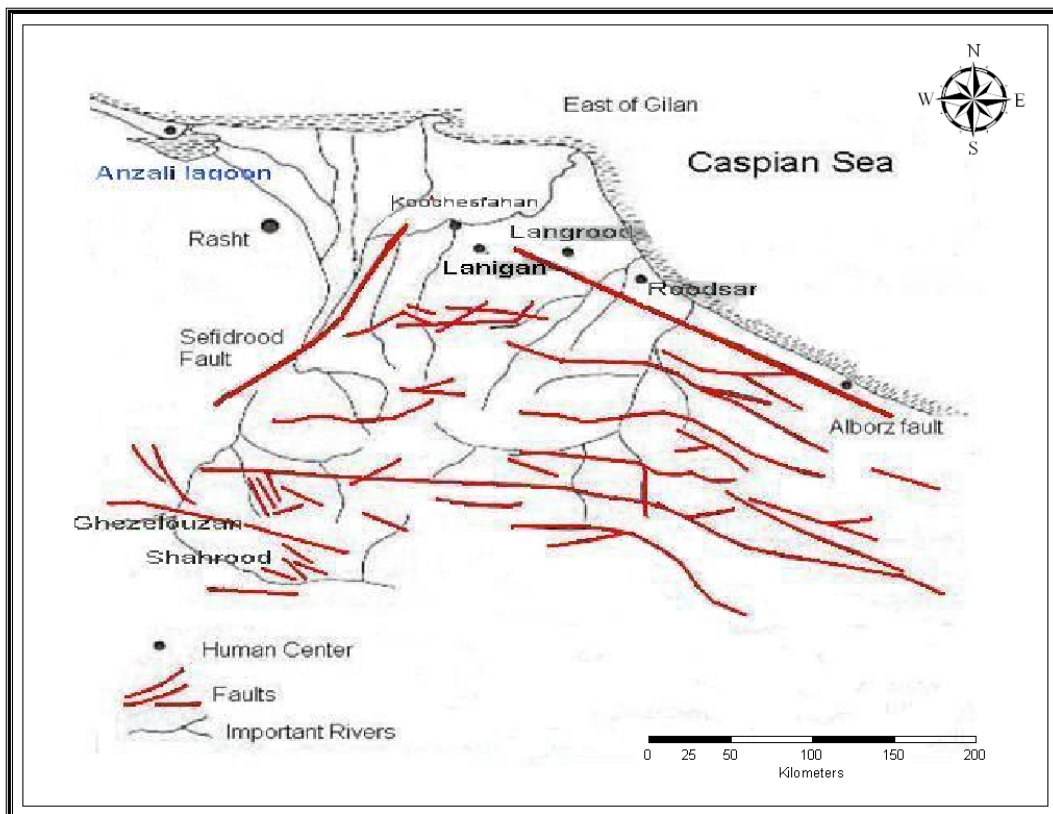 N
W E
S
East of Gilan
Caspian Sea
Anzali lagoon
Koochesfahan
Rasht
Langrood
Lanigan
Roodsar
Sefidrood
Fault
Alborz fault
Ghezelouzan
Shahrood
Human Center
Faults
Important Rivers
0 25 50 100 150 200
Kilometers